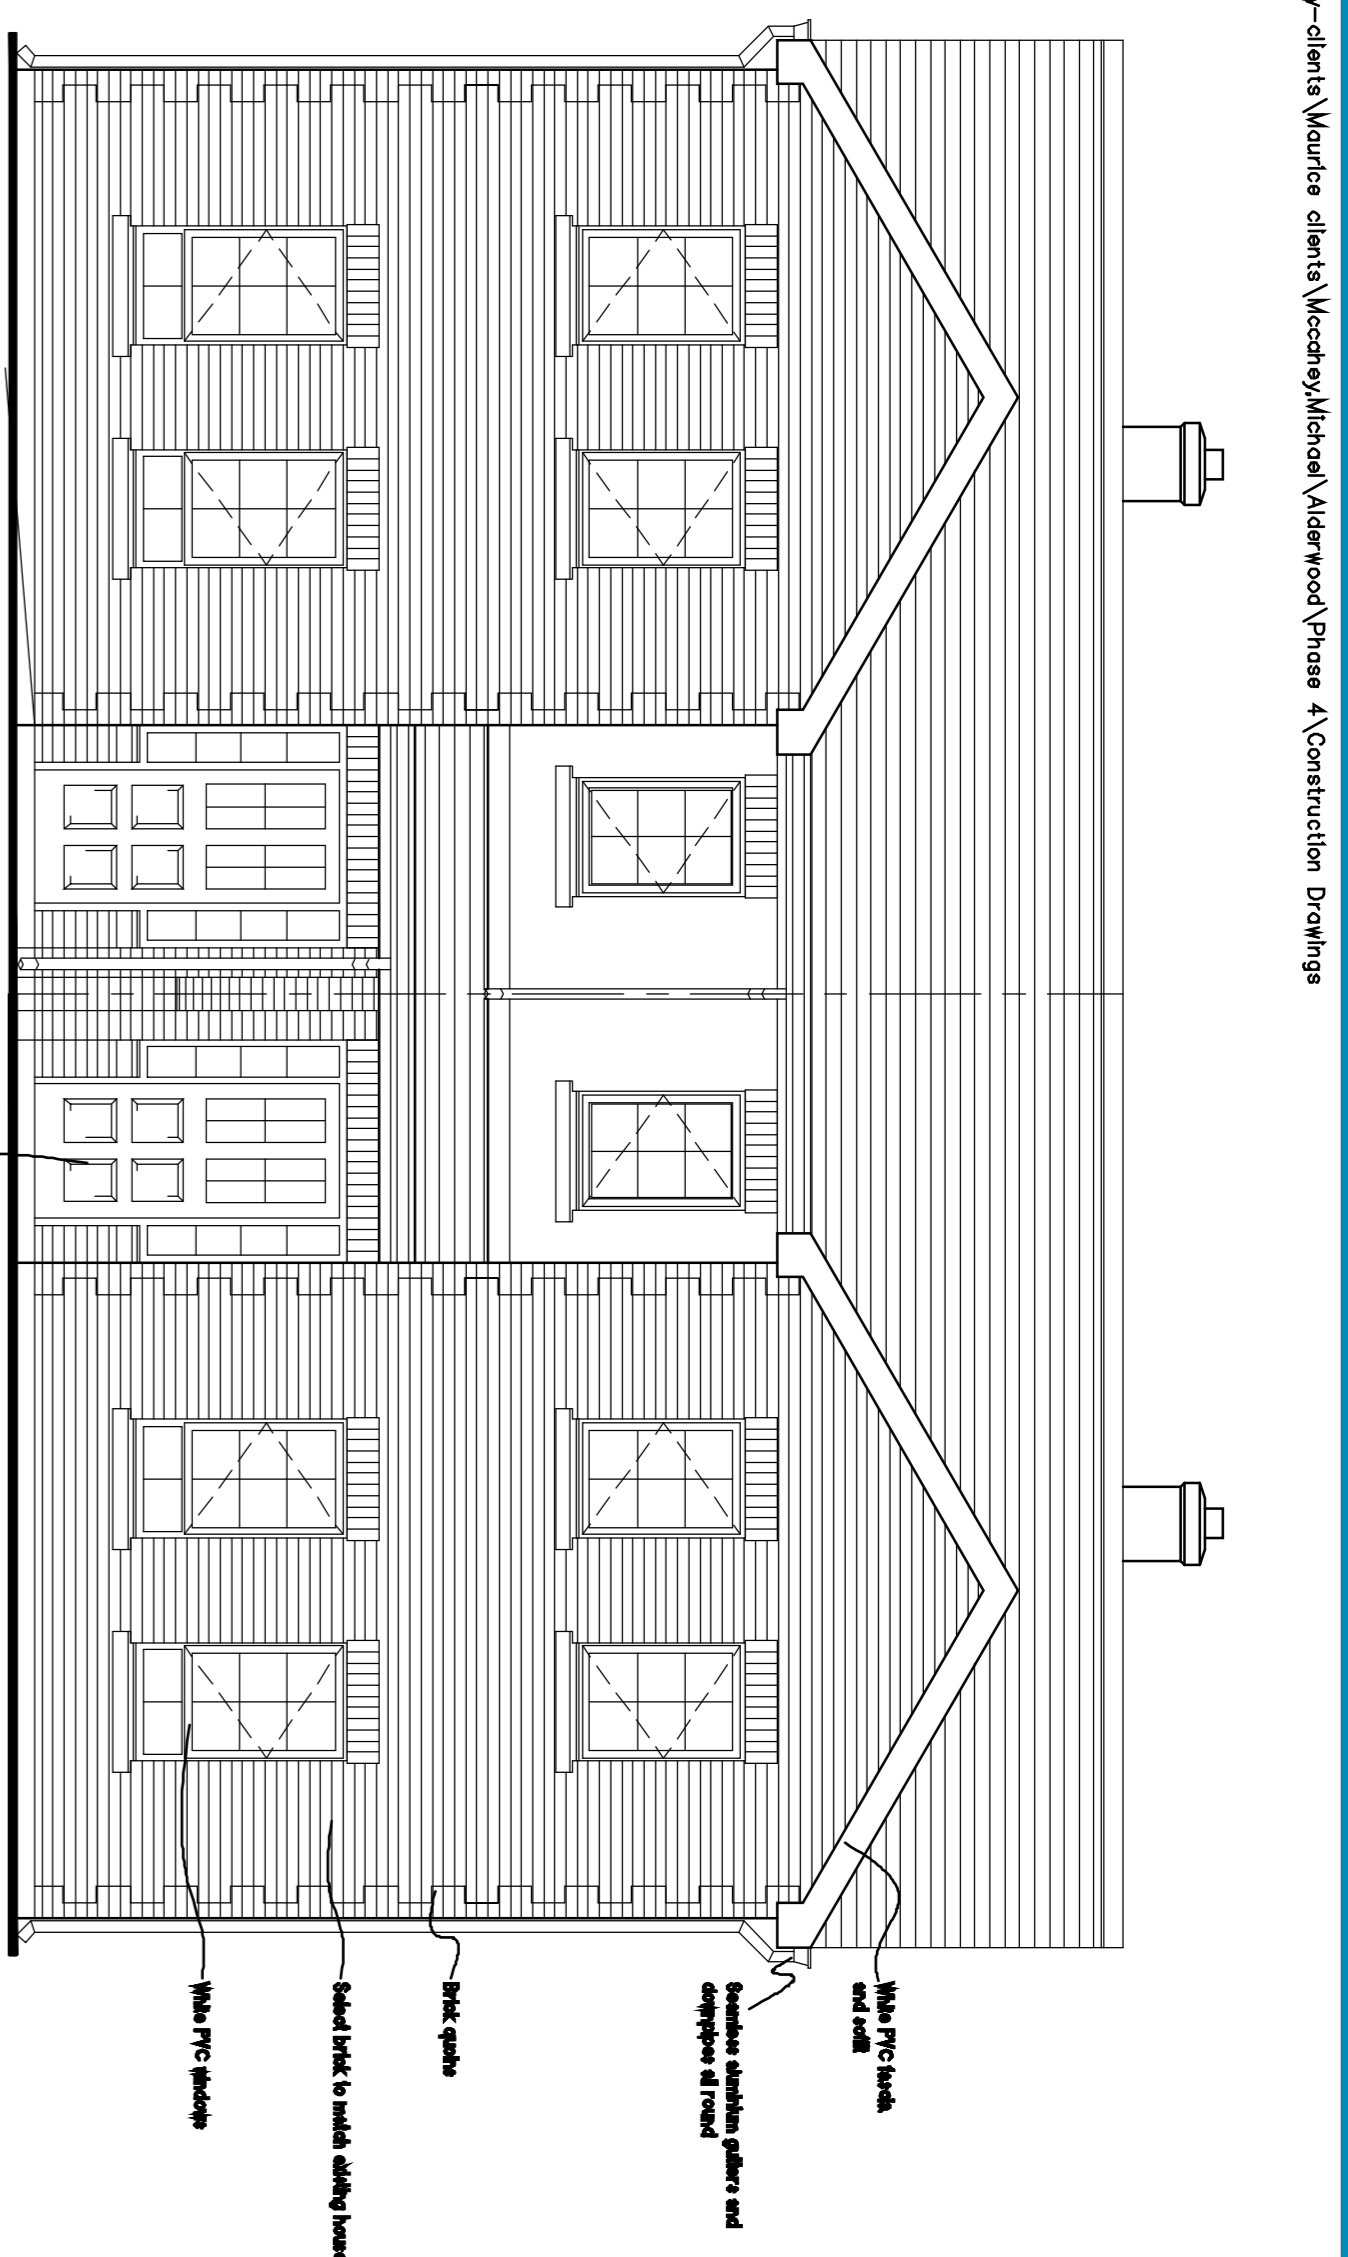 y-clients\Maurice clients\Mccahey,Michael\Alderwood\Phase 4\Construction Drawings
White PVC fascia
and soffit
Seamless aluminium gutters and
downpipes all round
Brick quoins
Select brick to match existing house
White PVC windows